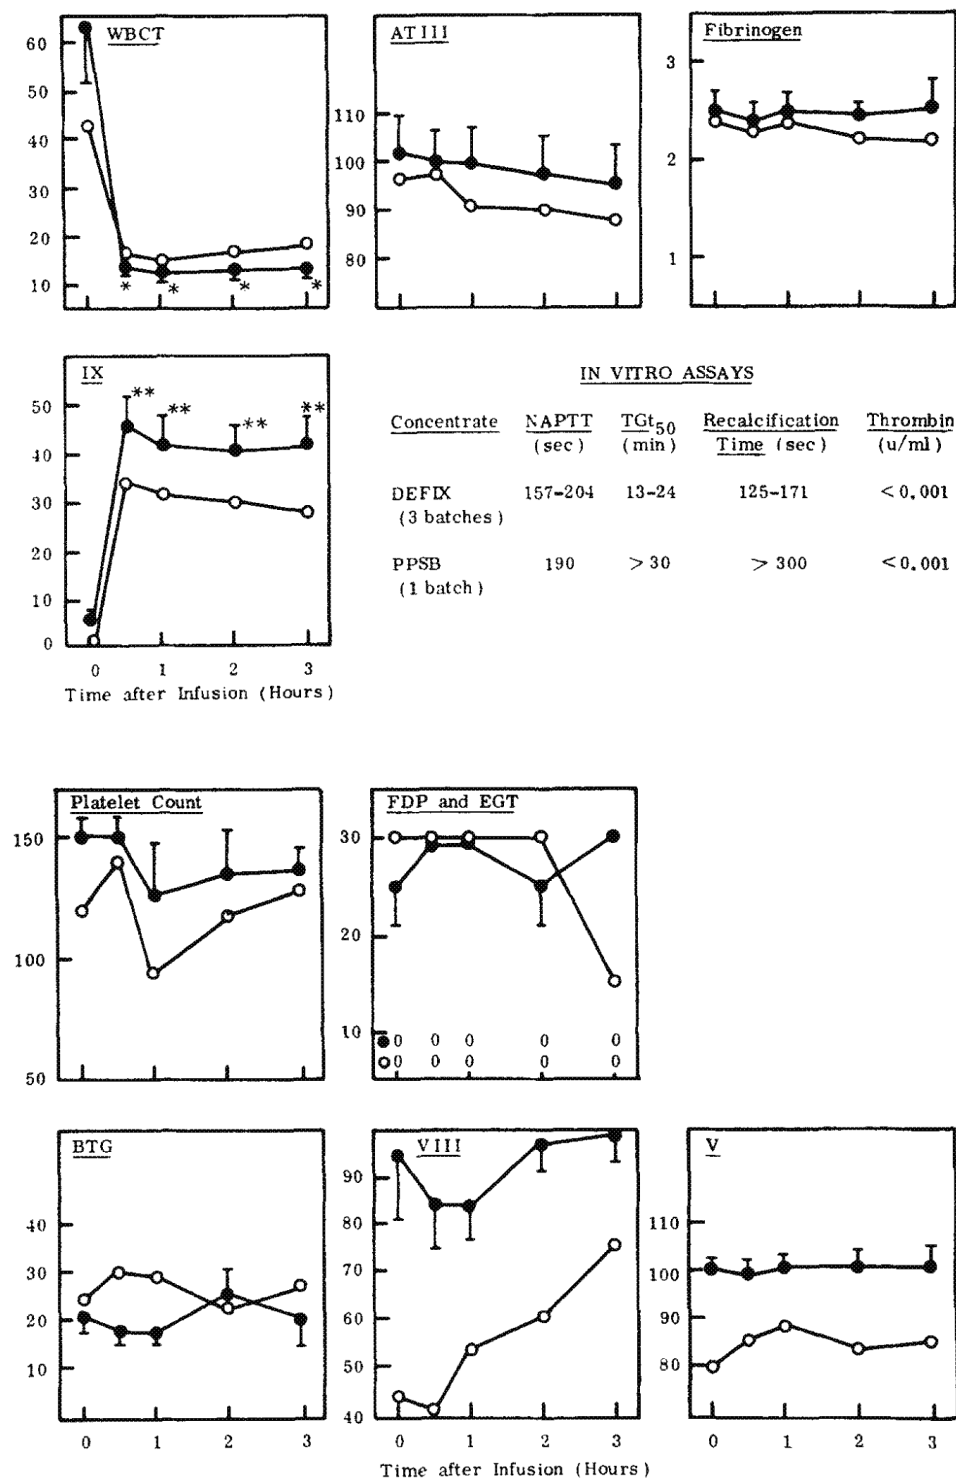 WBCT
60
50
40
30
20
10
* * * *
AT III
110
100
90
80
Fibrinogen
3
2
1
IX
50
40
30
20
10
0
** ** ** **
0 1 2 3
Time after Infusion (Hours)
IN VITRO ASSAYS
Concentrate NAPTT TGt50 Recalcification Thrombin
(sec) (min) Time (sec) (u/ml)
DEFIX 157-204 13-24 125-171 <0.001
(3 batches)
PPSB 190 >30 >300 <0.001
(1 batch)
Platelet Count
150
100
50
FDP and EGT
30
20
10
0 0 0 0 0
0 0 0 0 0
BTG
40
30
20
10
0 1 2 3
VIII
90
80
70
60
50
40
0 1 2 3
Time after Infusion (Hours)
V
110
100
90
80
0 1 2 3